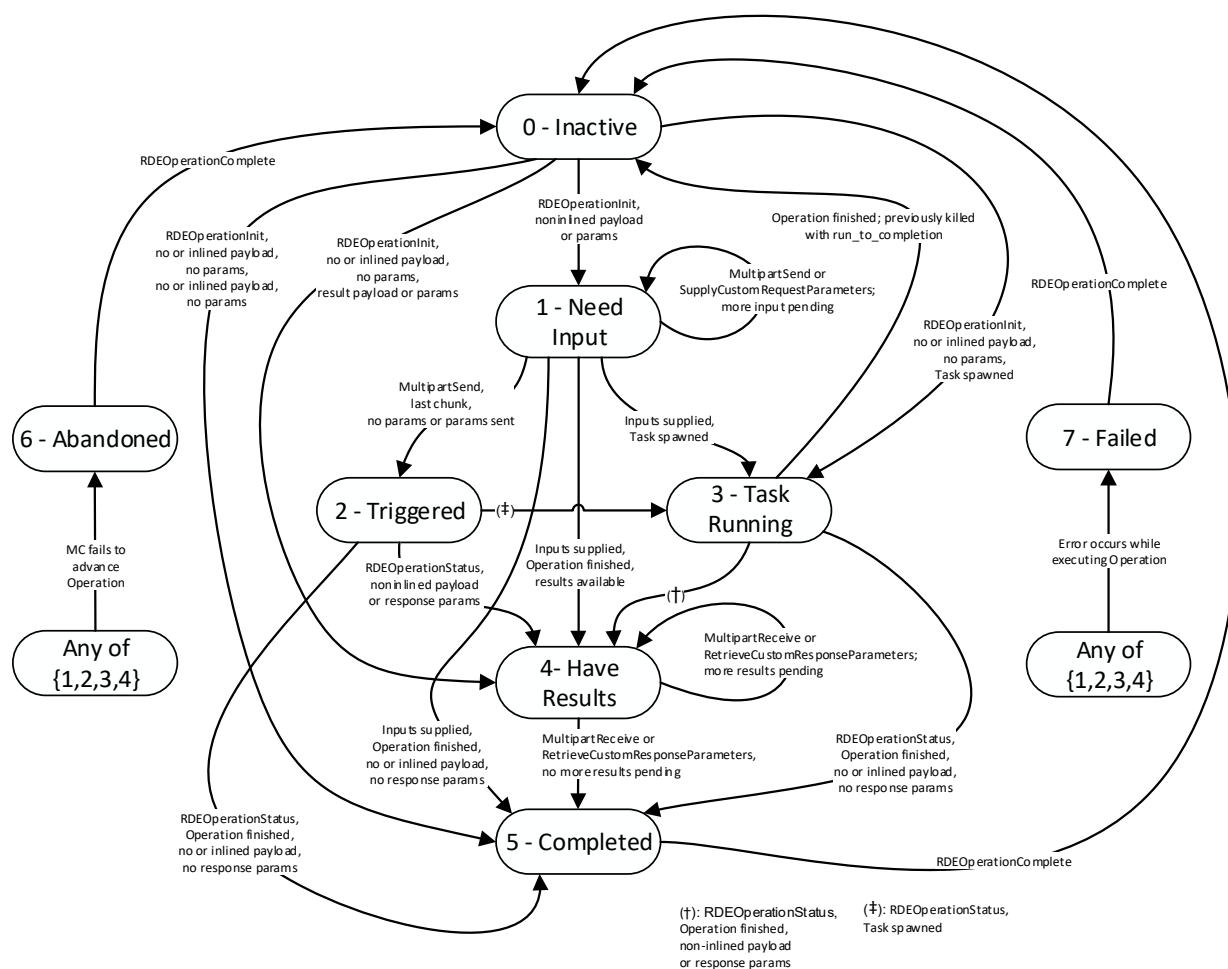 0 - Inactive
RDEOperationComplete
RDEOperationInit,
noninlined payload
or params
Operation finished; previously killed
with run_to_completion
RDEOperationInit,
no or inlined payload,
no params,
no or inlined payload,
no params
RDEOperationInit,
no or inlined payload,
no params,
result payload or params
MultipartSend or
SupplyCustomRequestParameters;
more input pending
RDEOperationComplete
1 - Need
Input
RDEOperationInit,
no or inlined payload,
no params,
Task spawned
MultipartSend,
last chunk,
no params or params sent
Inputs supplied,
Task spawned
6 - Abandoned
7 - Failed
2 - Triggered
(‡)
3 - Task
Running
MC fails to
advance
Operation
RDEOperationStatus,
noninlined payload
or response params
Inputs supplied,
Operation finished,
results available
Error occurs while
executing Operation
(†)
Any of
{1,2,3,4}
4- Have
Results
MultipartReceive or
RetrieveCustomResponseParameters;
more results pending
Any of
{1,2,3,4}
Inputs supplied,
Operation finished,
no or inlined payload,
no response params
MultipartReceive or
RetrieveCustomResponseParameters,
no more results pending
RDEOperationStatus,
Operation finished,
no or inlined payload,
no response params
RDEOperationStatus,
Operation finished,
no or inlined payload,
no response params
5 - Completed
RDEOperationComplete
(†): RDEOperationStatus,
Operation finished,
non-inlined payload
or response params
(‡): RDEOperationStatus,
Task spawned